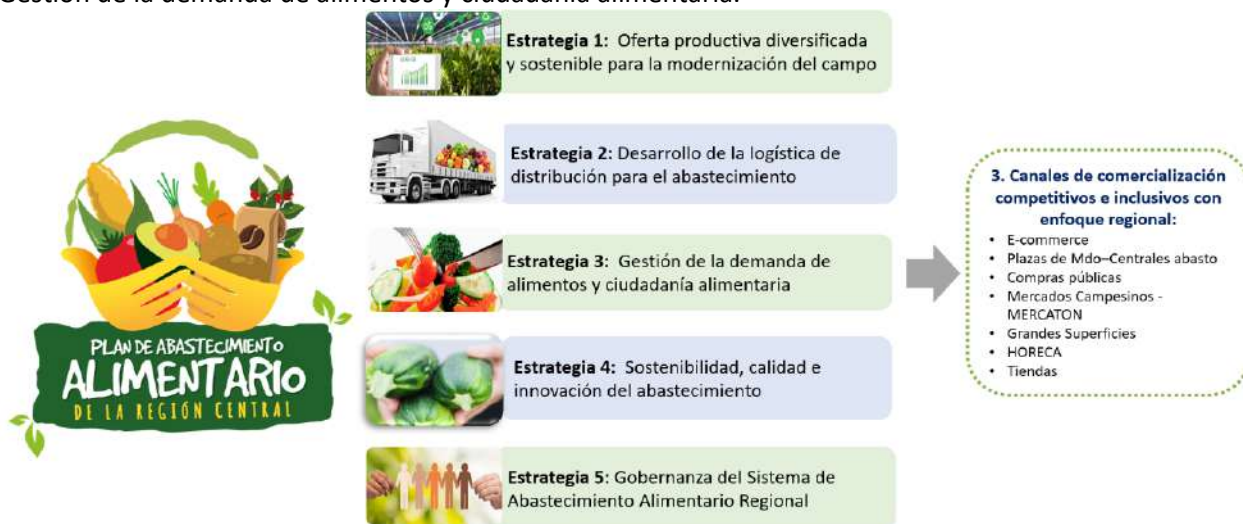 Gestión de la demanda de alimentos y ciudadanía alimentaria.
PLAN DE ABASTECIMIENTO
ALIMENTARIO
DE LA REGIÓN CENTRAL
Estrategia 1: Oferta productiva diversificada
y sostenible para la modernización del campo
Estrategia 2: Desarrollo de la logística de
distribución para el abastecimiento
Estrategia 3: Gestión de la demanda de
alimentos y ciudadanía alimentaria
Estrategia 4: Sostenibilidad, calidad e
innovación del abastecimiento
Estrategia 5: Gobernanza del Sistema de
Abastecimiento Alimentario Regional
3. Canales de comercialización
competitivos e inclusivos con
enfoque regional:
• E-commerce
• Plazas de Mdo–Centrales abasto
• Compras públicas
• Mercados Campesinos -
MERCATON
• Grandes Superficies
• HORECA
• Tiendas